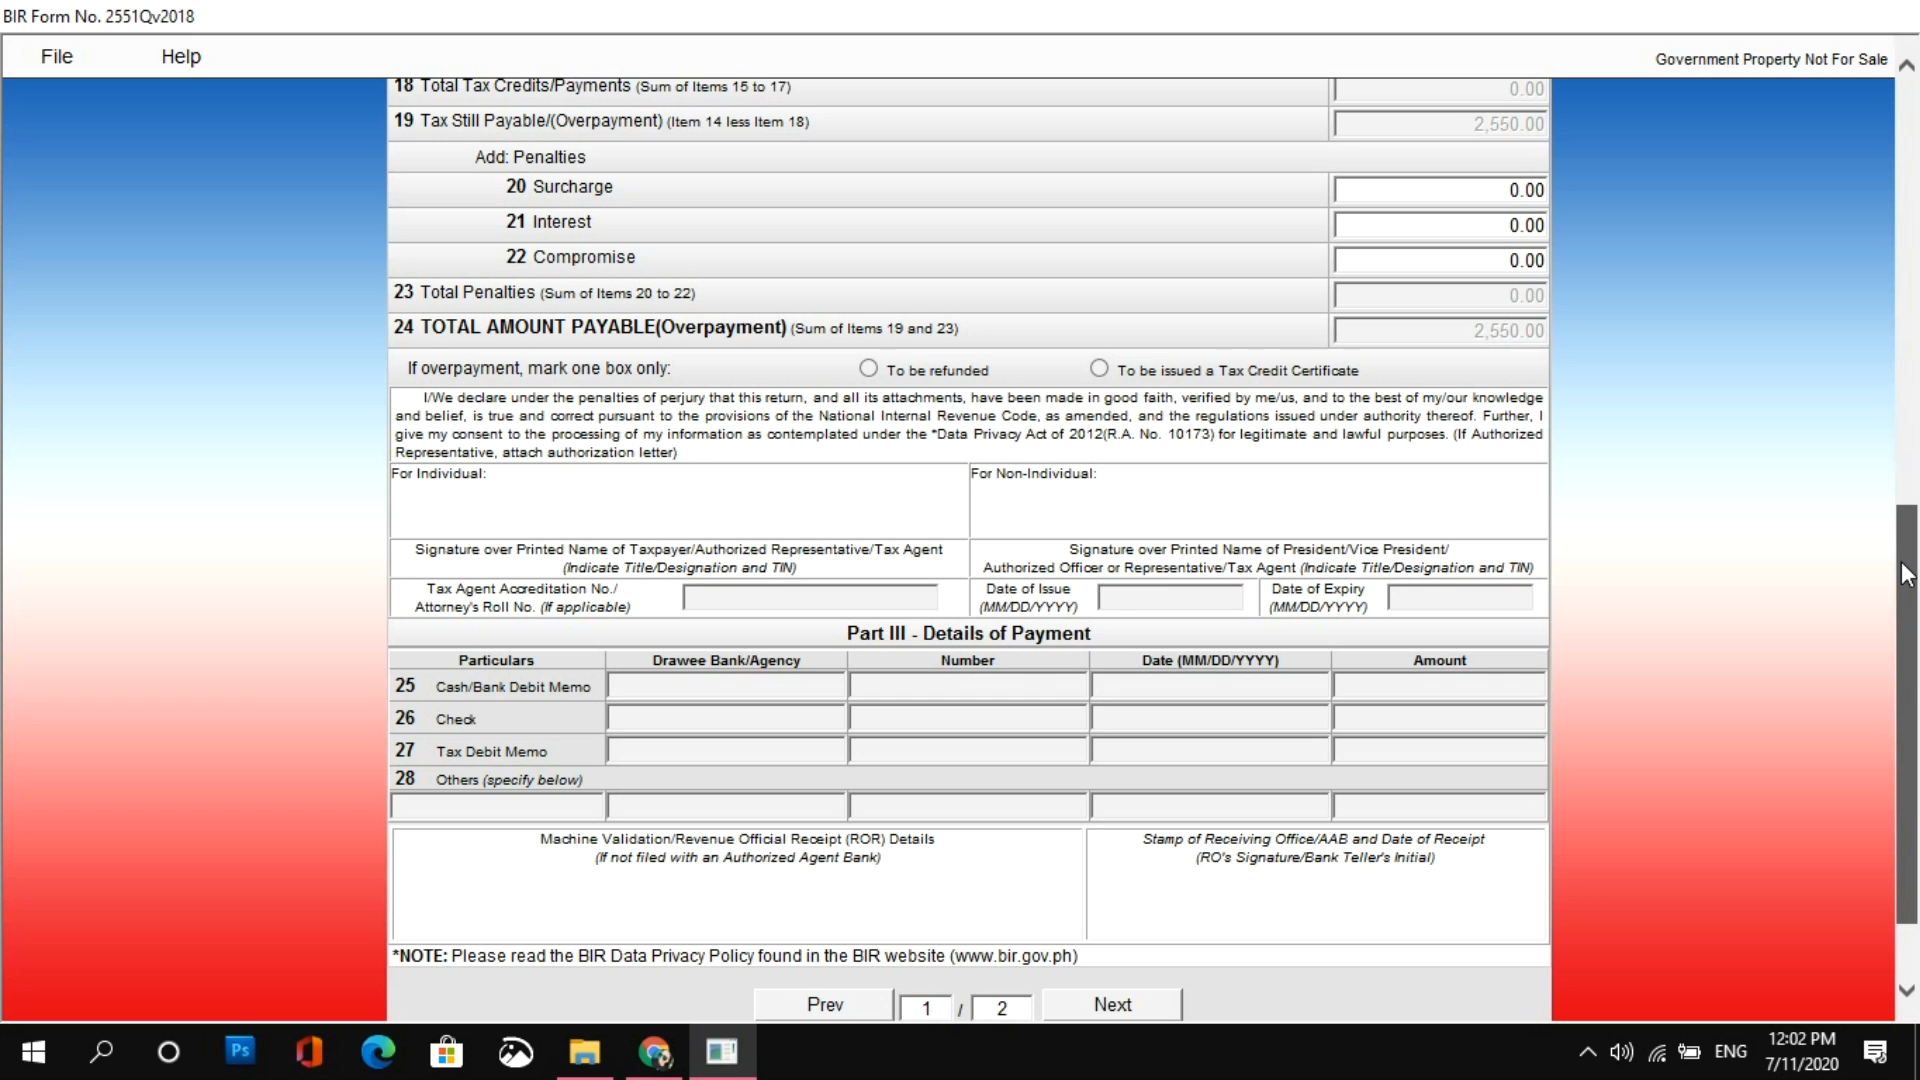 BIR Form No. 2551Qv2018
File Help Government Property Not For Sale
18 Total Tax Credits/Payments (Sum of Items 15 to 17) 0.00
19 Tax Still Payable/(Overpayment) (Item 14 less Item 18) 2,550.00
Add: Penalties
20 Surcharge 0.00
21 Interest 0.00
22 Compromise 0.00
23 Total Penalties (Sum of Items 20 to 22) 0.00
24 TOTAL AMOUNT PAYABLE(Overpayment) (Sum of Items 19 and 23) 2,550.00
If overpayment, mark one box only: To be refunded To be issued a Tax Credit Certificate
I/We declare under the penalties of perjury that this return, and all its attachments, have been made in good faith, verified by me/us, and to the best of my/our knowledge
and belief, is true and correct pursuant to the provisions of the National Internal Revenue Code, as amended, and the regulations issued under authority thereof. Further, I
give my consent to the processing of my information as contemplated under the *Data Privacy Act of 2012(R.A. No. 10173) for legitimate and lawful purposes. (If Authorized
Representative, attach authorization letter)
For Individual: For Non-Individual:
Signature over Printed Name of Taxpayer/Authorized Representative/Tax Agent Signature over Printed Name of President/Vice President/
(Indicate Title/Designation and TIN) Authorized Officer or Representative/Tax Agent (Indicate Title/Designation and TIN)
Tax Agent Accreditation No./ Date of Issue Date of Expiry
Attorney's Roll No. (If applicable) (MM/DD/YYYY) (MM/DD/YYYY)
Part III - Details of Payment
Particulars Drawee Bank/Agency Number Date (MM/DD/YYYY) Amount
25 Cash/Bank Debit Memo
26 Check
27 Tax Debit Memo
28 Others (specify below)
Machine Validation/Revenue Official Receipt (ROR) Details Stamp of Receiving Office/AAB and Date of Receipt
(If not filed with an Authorized Agent Bank) (RO's Signature/Bank Teller's Initial)
*NOTE: Please read the BIR Data Privacy Policy found in the BIR website (www.bir.gov.ph)
Prev 1 / 2 Next
Ps ENG 12:02 PM
7/11/2020